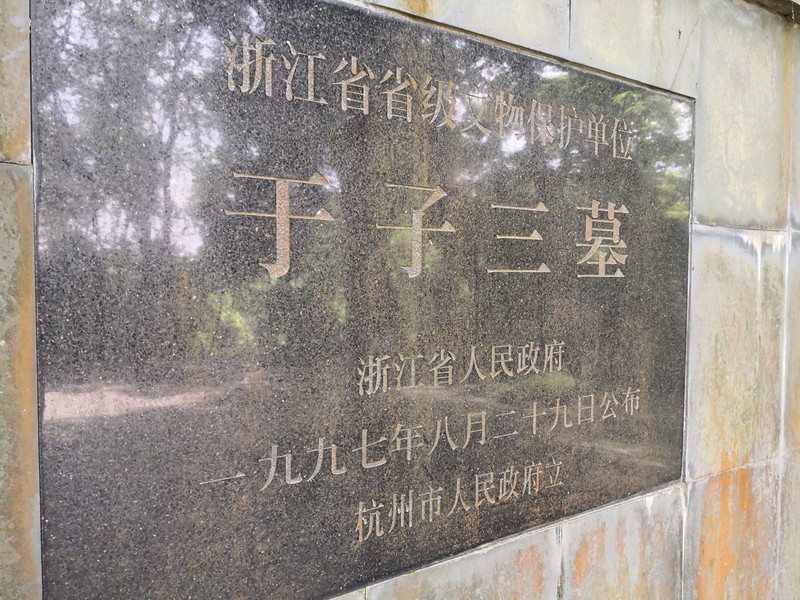 浙江省省级文物保护单位
于子三墓
浙江省人民政府
一九九七年八月二十九日公布
杭州市人民政府立